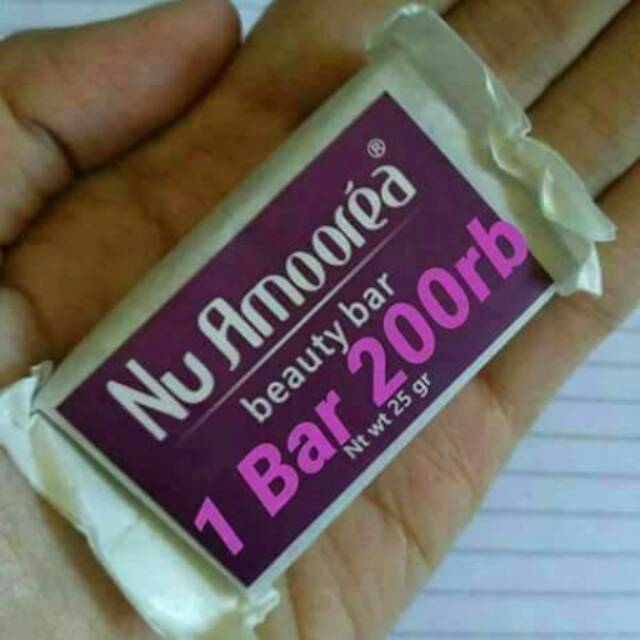 Nu Amooréa®
beauty bar
1 Bar 200rb
Nt wt 25 gr